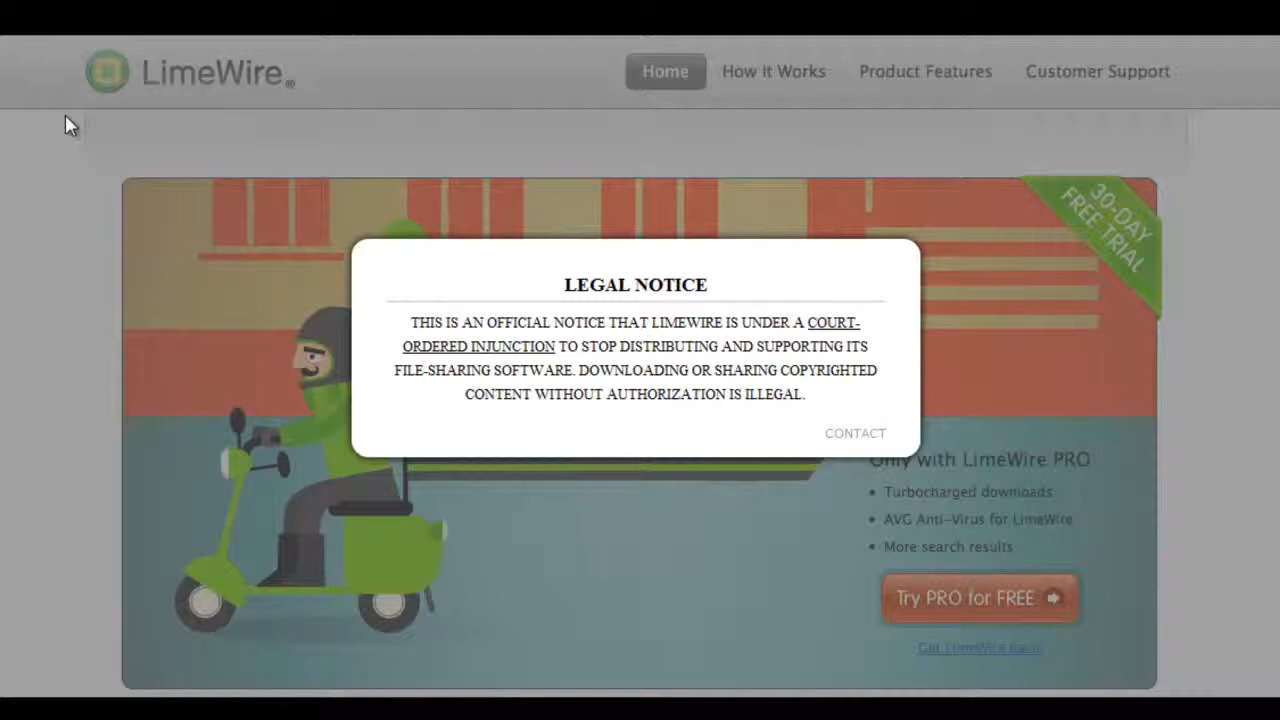 LimeWire®
Home
How It Works
Product Features
Customer Support
30-DAY
FREE TRIAL
LEGAL NOTICE
THIS IS AN OFFICIAL NOTICE THAT LIMEWIRE IS UNDER A COURT-
ORDERED INJUNCTION TO STOP DISTRIBUTING AND SUPPORTING ITS
FILE-SHARING SOFTWARE. DOWNLOADING OR SHARING COPYRIGHTED
CONTENT WITHOUT AUTHORIZATION IS ILLEGAL.
CONTACT
Only with LimeWire PRO
• Turbocharged downloads
• AVG Anti-Virus for LimeWire
• More search results
Try PRO for FREE
Get LimeWire Basic